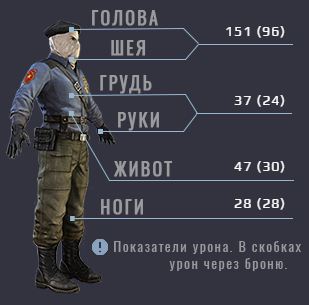 ГОЛОВА
151 (96)
ШЕЯ
ГРУДЬ
37 (24)
РУКИ
ЖИВОТ
47 (30)
НОГИ
28 (28)
! Показатели урона. В скобках
урон через броню.